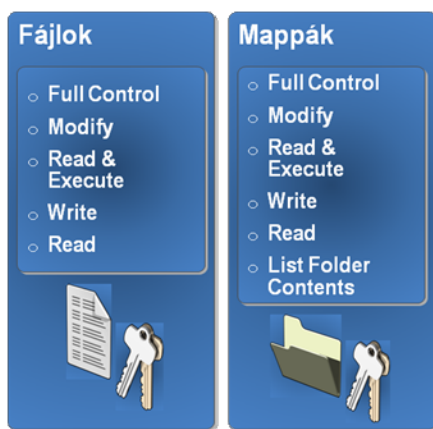 Fájlok
Full Control
Modify
Read &
Execute
Write
Read
Mappák
Full Control
Modify
Read &
Execute
Write
Read
List Folder
Contents